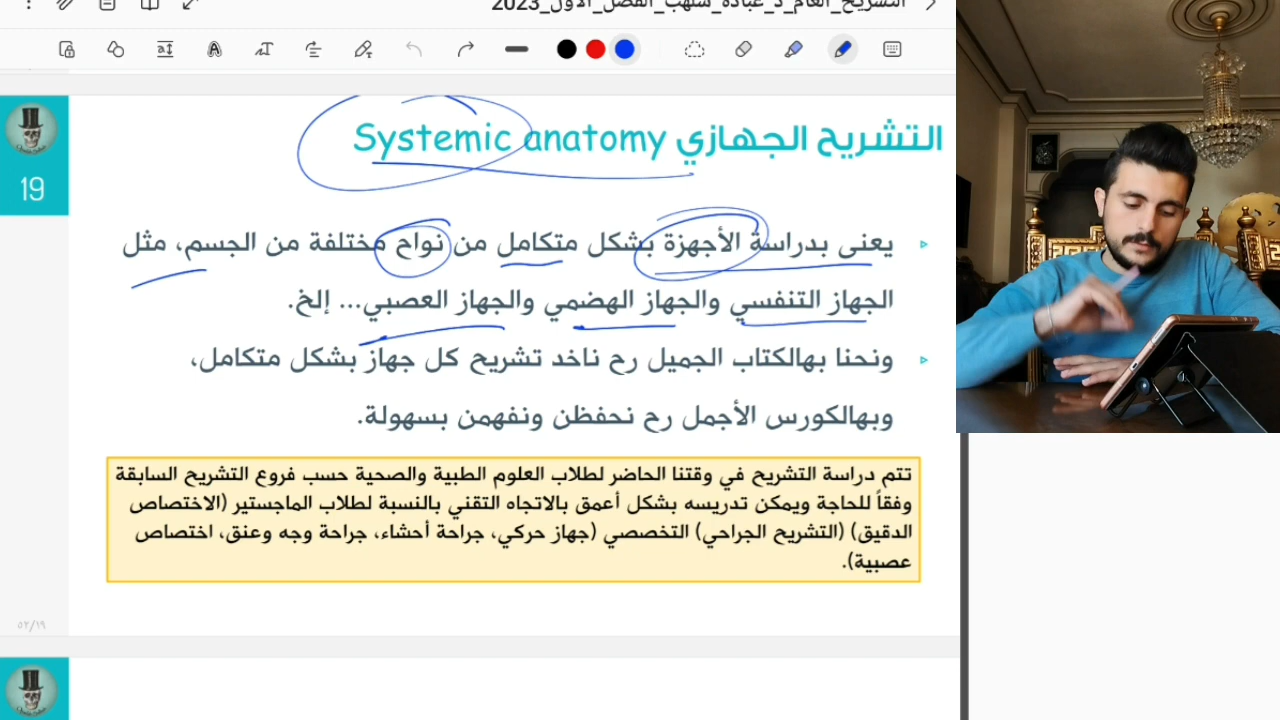 التشريح_العام_د_عبادة_سلهب_الفصل_الأول_2023
19
التشريح الجهازي Systemic anatomy
يعنى بدراسة الأجهزة بشكل متكامل من نواح مختلفة من الجسم، مثل
الجهاز التنفسي والجهاز الهضمي والجهاز العصبي... إلخ.
ونحنا بهالكتاب الجميل رح ناخد تشريح كل جهاز بشكل متكامل،
وبهالكورس الأجمل رح نحفظن ونفهمن بسهولة.
تتم دراسة التشريح في وقتنا الحاضر لطلاب العلوم الطبية والصحية حسب فروع التشريح السابقة
وفقاً للحاجة ويمكن تدريسه بشكل أعمق بالاتجاه التقني بالنسبة لطلاب الماجستير (الاختصاص
الدقيق) (التشريح الجراحي) التخصصي (جهاز حركي، جراحة أحشاء، جراحة وجه وعنق، اختصاص
عصبية).
٥٢/١٩